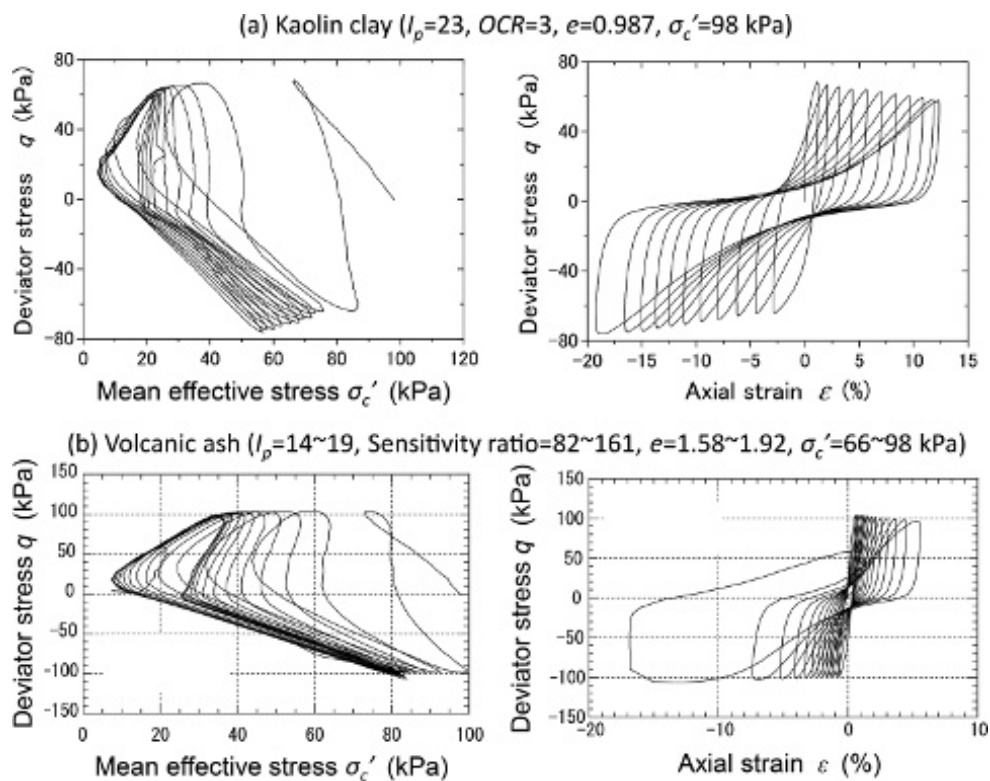 (a) Kaolin clay (Ip=23, OCR=3, e=0.987, σc′=98 kPa)
80
40
0
−40
−80
Deviator stress q (kPa)
0 20 40 60 80 100 120
Mean effective stress σc′ (kPa)
80
40
0
−40
−80
Deviator stress q (kPa)
−20 −15 −10 −5 0 5 10 15
Axial strain ε (%)
(b) Volcanic ash (Ip=14~19, Sensitivity ratio=82~161, e=1.58~1.92, σc′=66~98 kPa)
150
100
50
0
−50
−100
−150
Deviator stress q (kPa)
0 20 40 60 80 100
Mean effective stress σc′ (kPa)
150
100
50
0
−50
−100
−150
Deviator stress q (kPa)
−20 −10 0 10
Axial strain ε (%)